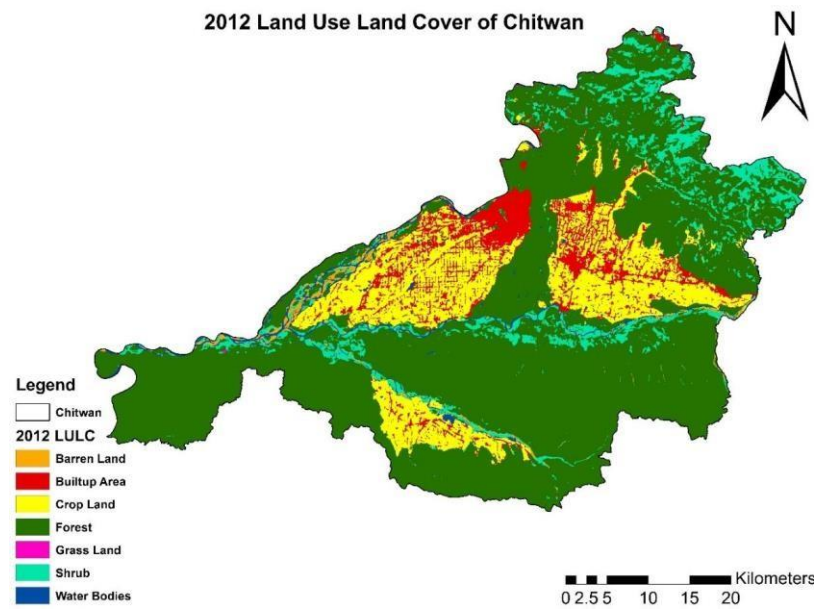 2012 Land Use Land Cover of Chitwan
N
Legend
Chitwan
2012 LULC
Barren Land
Builtup Area
Crop Land
Forest
Grass Land
Shrub
Water Bodies
Kilometers
0 2.5 5 10 15 20